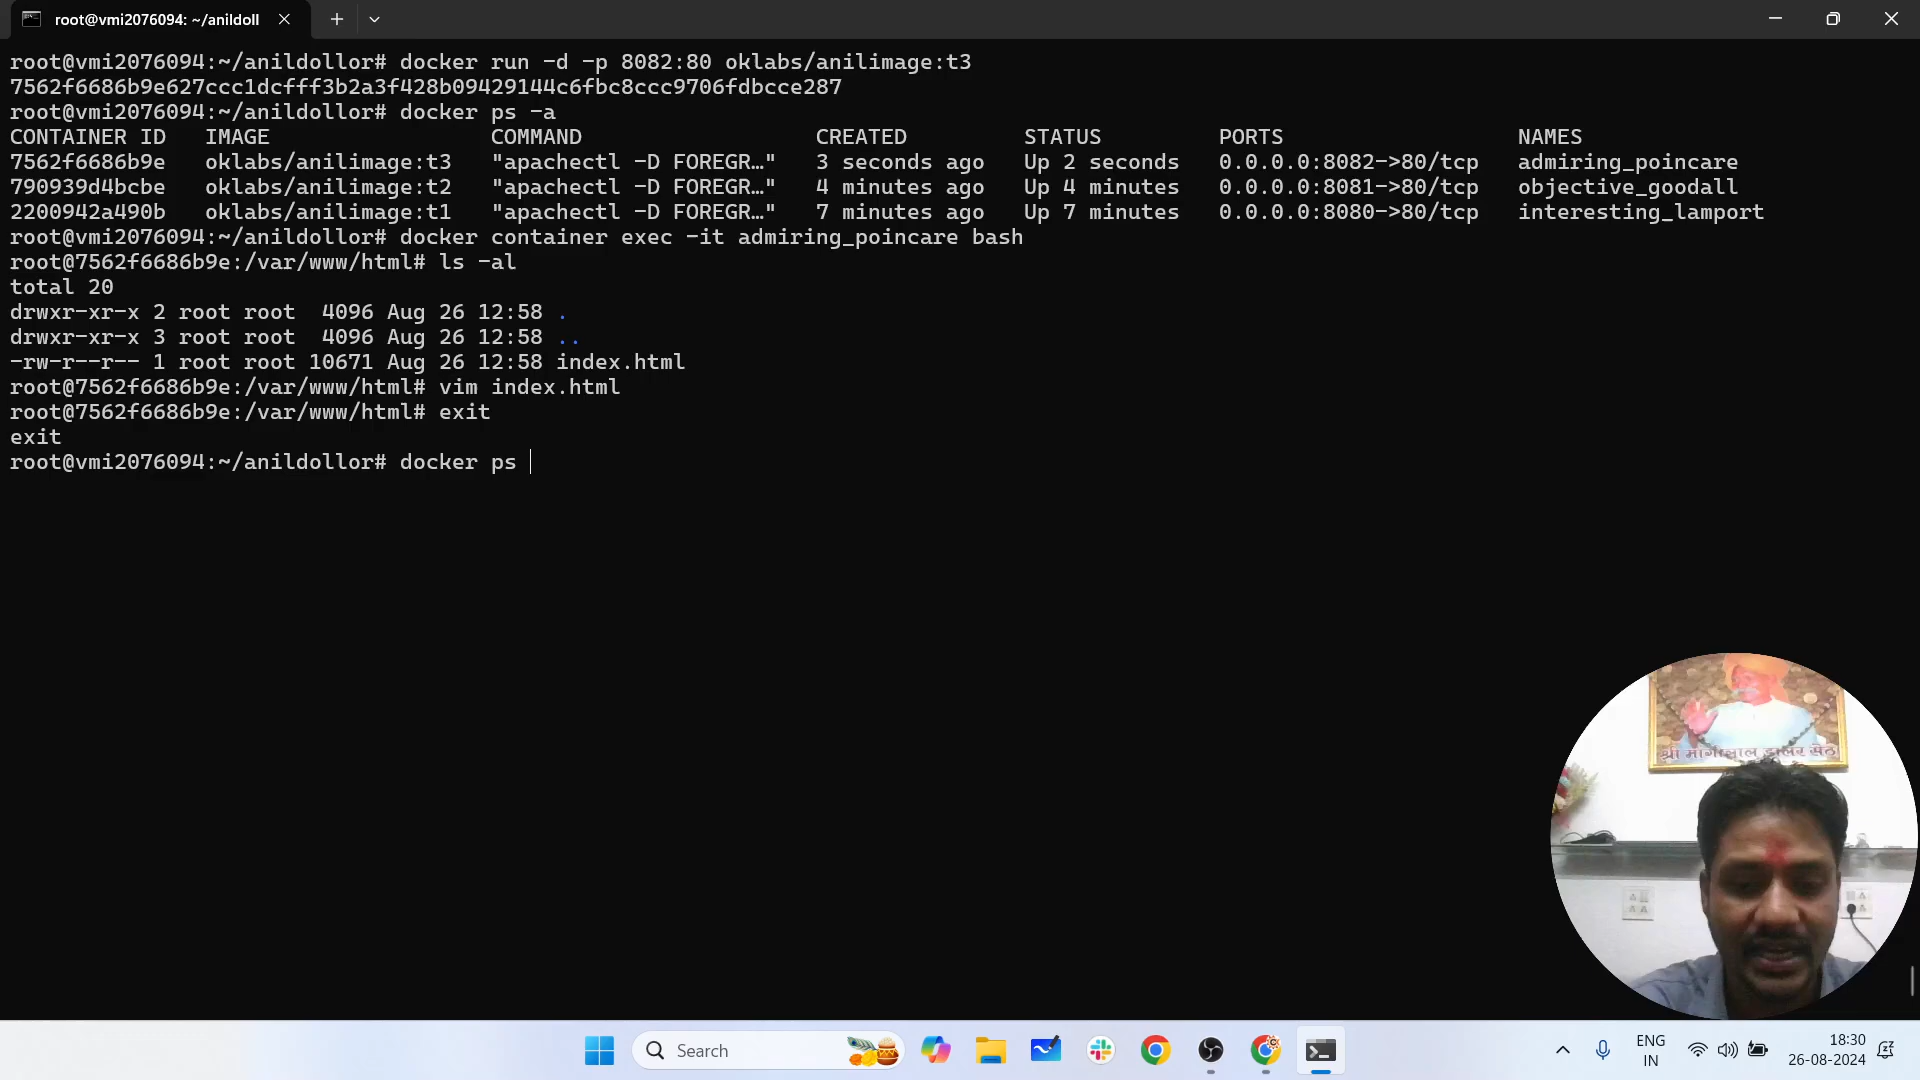 root@vmi2076094: ~/anildoll
root@vmi2076094:~/anildollor# docker run -d -p 8082:80 oklabs/anilimage:t3
7562f6686b9e627ccc1dcfff3b2a3f428b09429144c6fbc8ccc9706fdbcce287
root@vmi2076094:~/anildollor# docker ps -a
CONTAINER ID   IMAGE                 COMMAND                  CREATED         STATUS         PORTS                  NAMES
7562f6686b9e   oklabs/anilimage:t3   "apachectl -D FOREGR…"   3 seconds ago   Up 2 seconds   0.0.0.0:8082->80/tcp   admiring_poincare
790939d4bcbe   oklabs/anilimage:t2   "apachectl -D FOREGR…"   4 minutes ago   Up 4 minutes   0.0.0.0:8081->80/tcp   objective_goodall
2200942a490b   oklabs/anilimage:t1   "apachectl -D FOREGR…"   7 minutes ago   Up 7 minutes   0.0.0.0:8080->80/tcp   interesting_lamport
root@vmi2076094:~/anildollor# docker container exec -it admiring_poincare bash
root@7562f6686b9e:/var/www/html# ls -al
total 20
drwxr-xr-x 2 root root  4096 Aug 26 12:58 .
drwxr-xr-x 3 root root  4096 Aug 26 12:58 ..
-rw-r--r-- 1 root root 10671 Aug 26 12:58 index.html
root@7562f6686b9e:/var/www/html# vim index.html
root@7562f6686b9e:/var/www/html# exit
exit
root@vmi2076094:~/anildollor# docker ps
श्री मांगीलाल डालर सेठ
Search
ENG
IN
18:30
26-08-2024